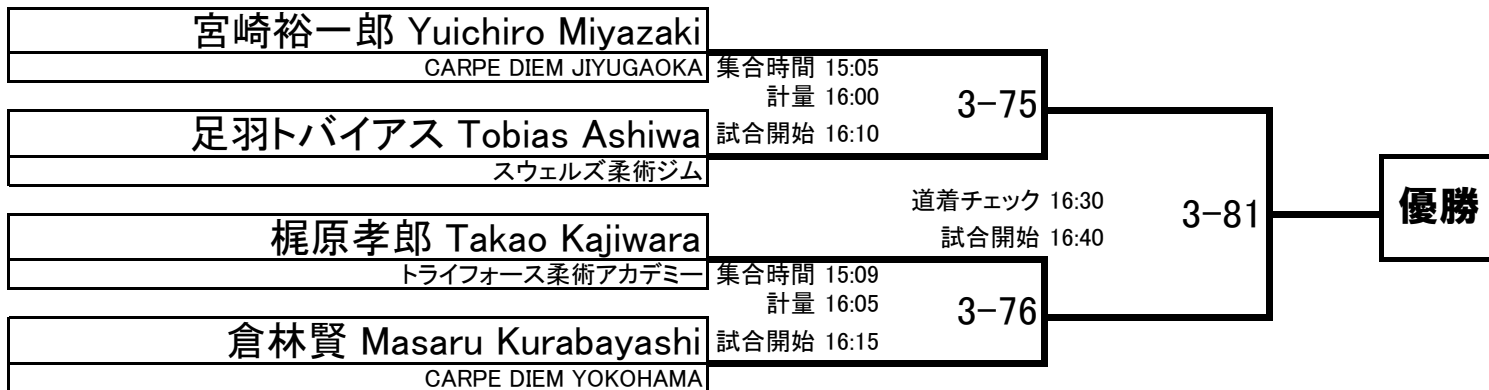 宮崎裕一郎 Yuichiro Miyazaki
CARPE DIEM JIYUGAOKA
集合時間 15:05
計量 16:00
3-75
足羽トバイアス Tobias Ashiwa
試合開始 16:10
スウェルズ柔術ジム
道着チェック 16:30
3-81
優勝
梶原孝郎 Takao Kajiwara
試合開始 16:40
トライフォース柔術アカデミー
集合時間 15:09
計量 16:05
3-76
倉林賢 Masaru Kurabayashi
試合開始 16:15
CARPE DIEM YOKOHAMA